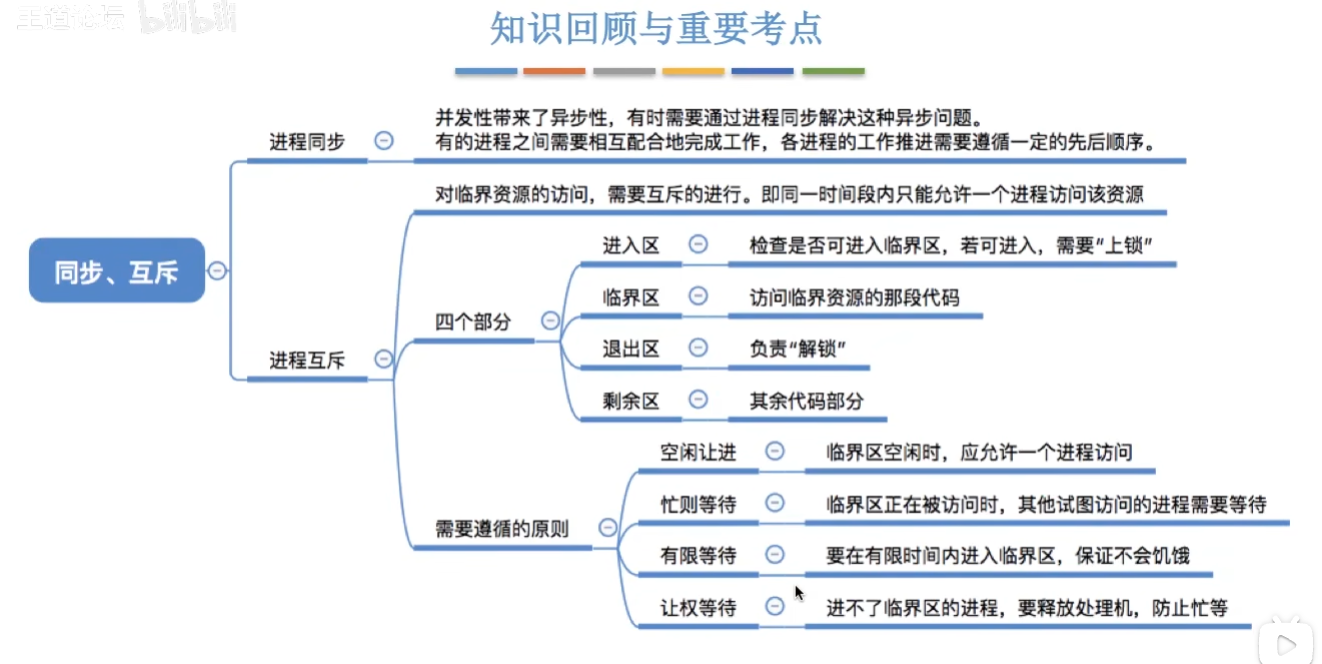 王道论坛 bilibili
知识回顾与重要考点
同步、互斥
进程同步
并发性带来了异步性，有时需要通过进程同步解决这种异步问题。
有的进程之间需要相互配合地完成工作，各进程的工作推进需要遵循一定的先后顺序。
进程互斥
对临界资源的访问，需要互斥的进行。即同一时间段内只能允许一个进程访问该资源
四个部分
进入区 检查是否可进入临界区，若可进入，需要“上锁”
临界区 访问临界资源的那段代码
退出区 负责“解锁”
剩余区 其余代码部分
需要遵循的原则
空闲让进 临界区空闲时，应允许一个进程访问
忙则等待 临界区正在被访问时，其他试图访问的进程需要等待
有限等待 要在有限时间内进入临界区，保证不会饥饿
让权等待 进不了临界区的进程，要释放处理机，防止忙等